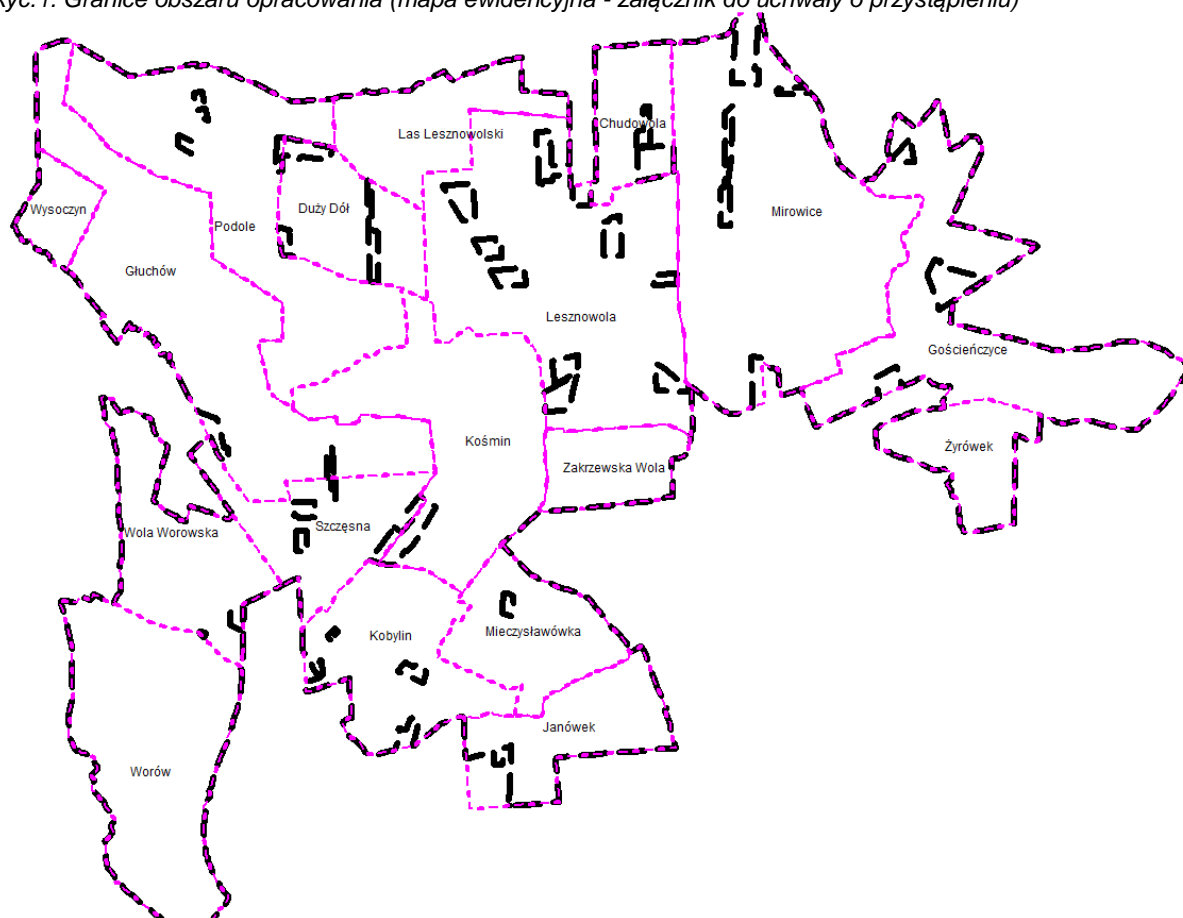 ryc.1. Granice obszaru opracowania (mapa ewidencyjna - załącznik do uchwały o przystąpieniu)
Las Lesznowolski
Chudowola
Wysoczyn
Duży Dół
Mirowice
Podole
Głuchów
Lesznowola
Gościeńczyce
Kośmin
Żyrówek
Zakrzewska Wola
Wola Worowska
Szczęsna
Kobylin
Mieczysławówka
Janówek
Worów